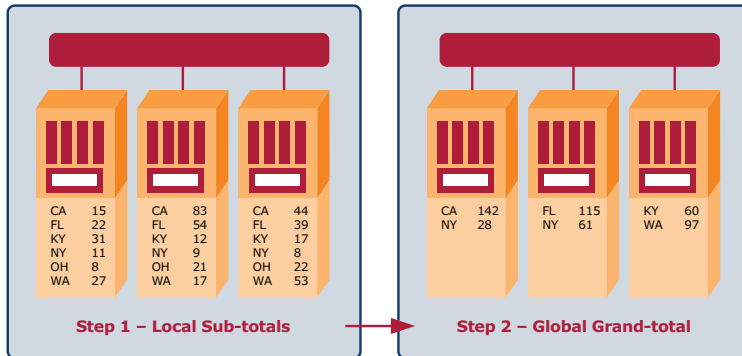 CA 15
FL 22
KY 31
NY 11
OH 8
WA 27
CA 83
FL 54
KY 12
NY 9
OH 21
WA 17
CA 44
FL 39
KY 17
NY 8
OH 22
WA 53
Step 1 – Local Sub-totals
CA 142
NY 28
FL 115
NY 61
KY 60
WA 97
Step 2 – Global Grand-total